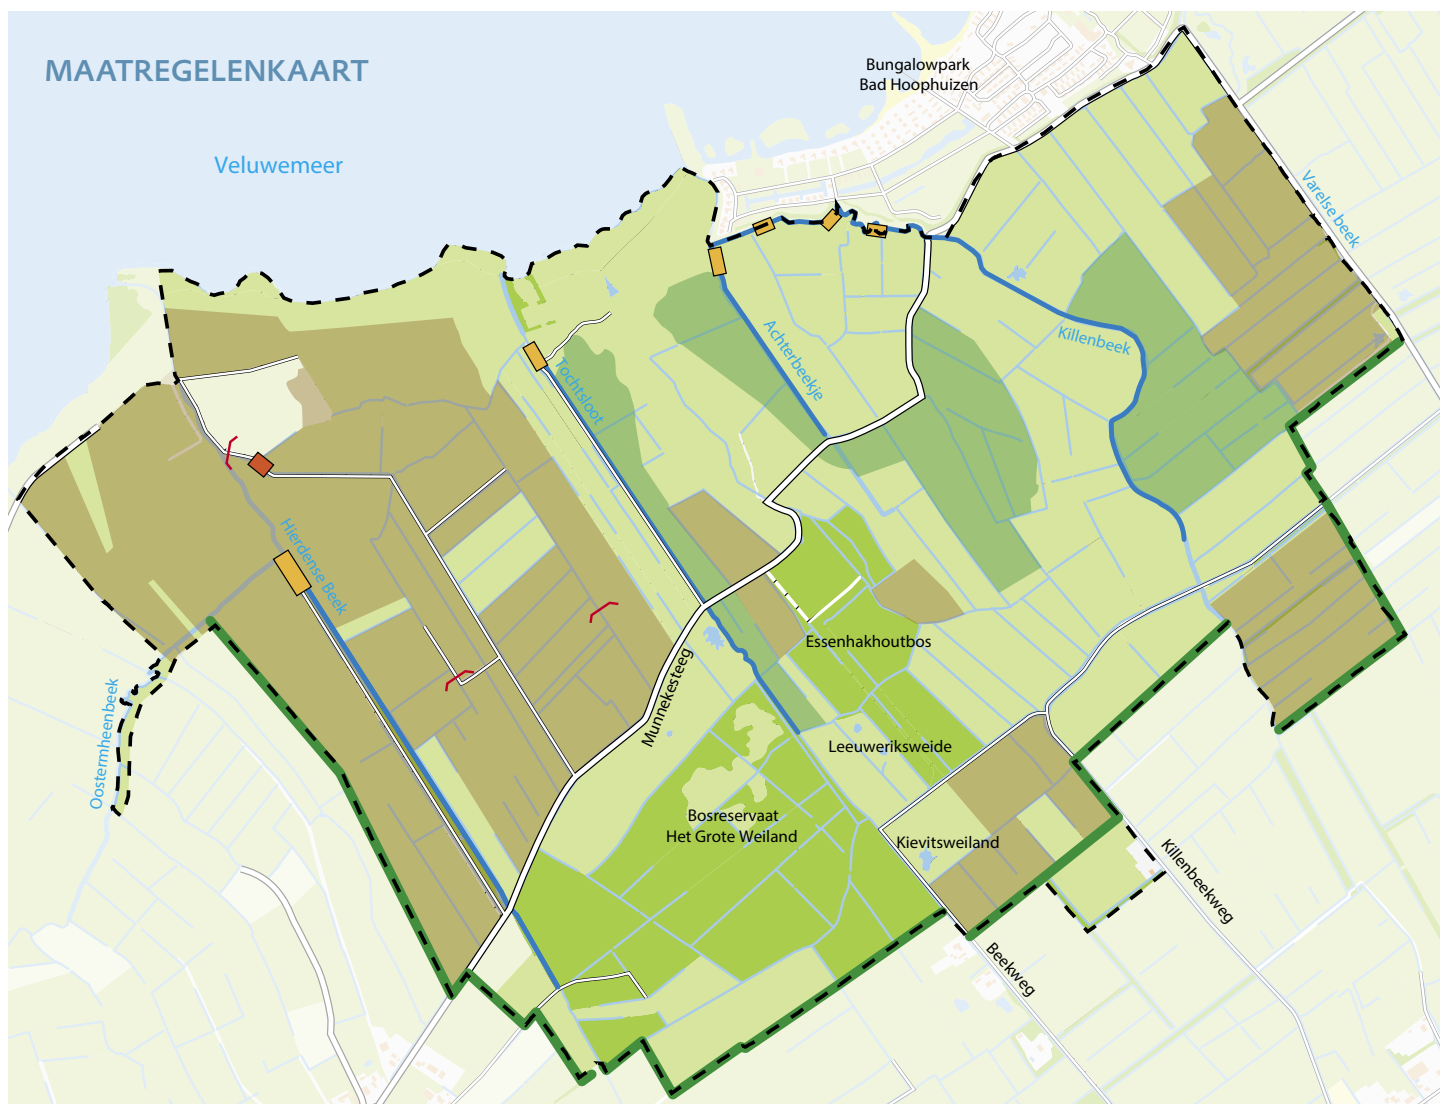 MAATREGELENKAART
Bungalowpark
Bad Hoophuizen
Veluwemeer
Varelse beek
Achterbeekje
Killenbeek
Tochtsloot
Hierdense Beek
Essenhakhoutbos
Munnekesteeg
Oostermheenbeek
Leeuweriksweide
Bosreservaat
Het Grote Weiland
Kievitsweiland
Killenbeekweg
Beekweg